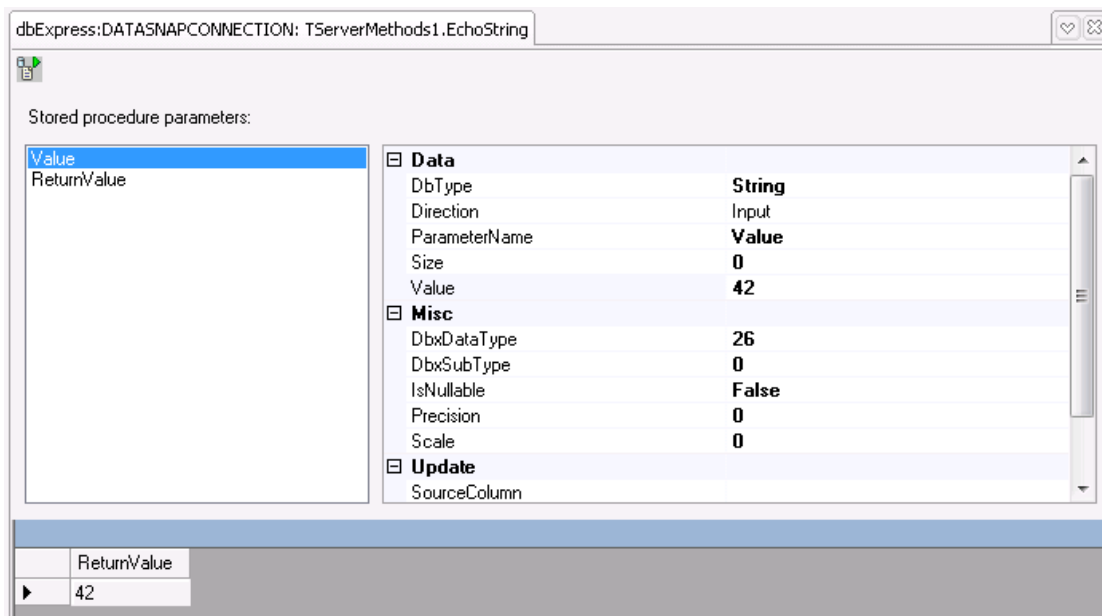 dbExpress:DATASNAPCONNECTION: TServerMethods1.EchoString
Stored procedure parameters:
Value
ReturnValue
Data
DbType String
Direction Input
ParameterName Value
Size 0
Value 42
Misc
DbxDataType 26
DbxSubType 0
IsNullable False
Precision 0
Scale 0
Update
SourceColumn
ReturnValue
42